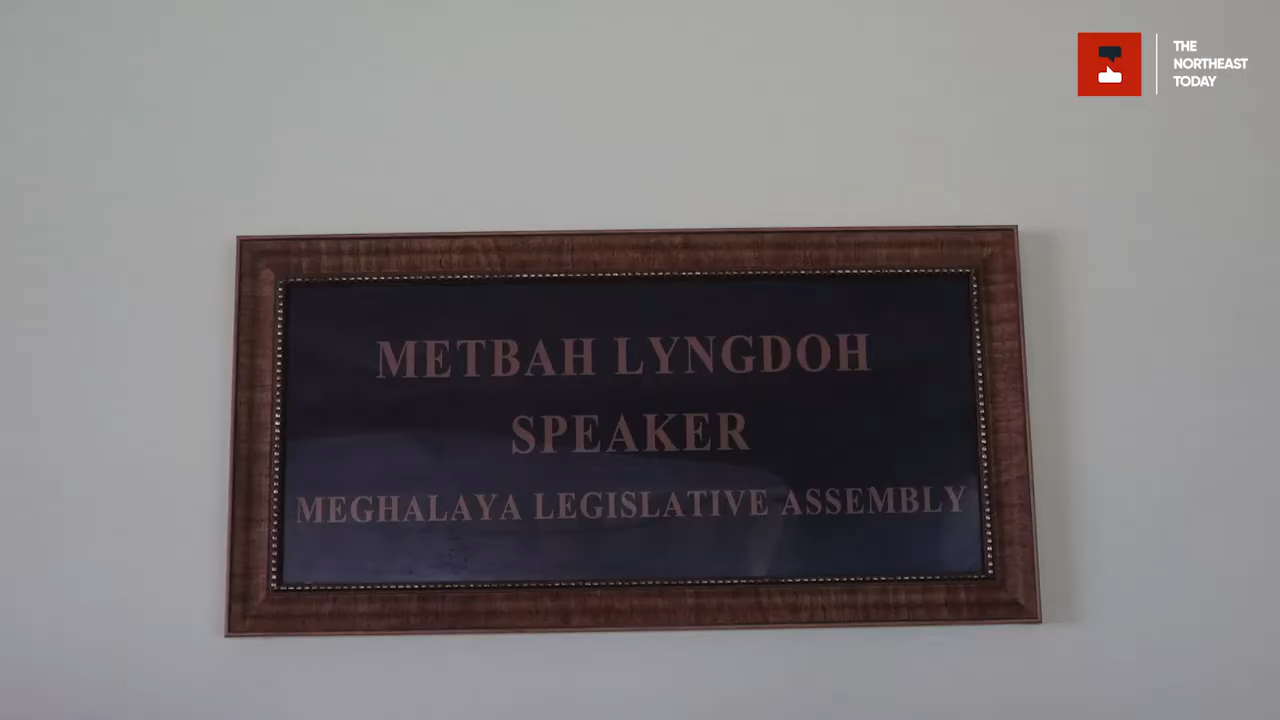 THE
NORTHEAST
TODAY
METBAH LYNGDOH
SPEAKER
MEGHALAYA LEGISLATIVE ASSEMBLY